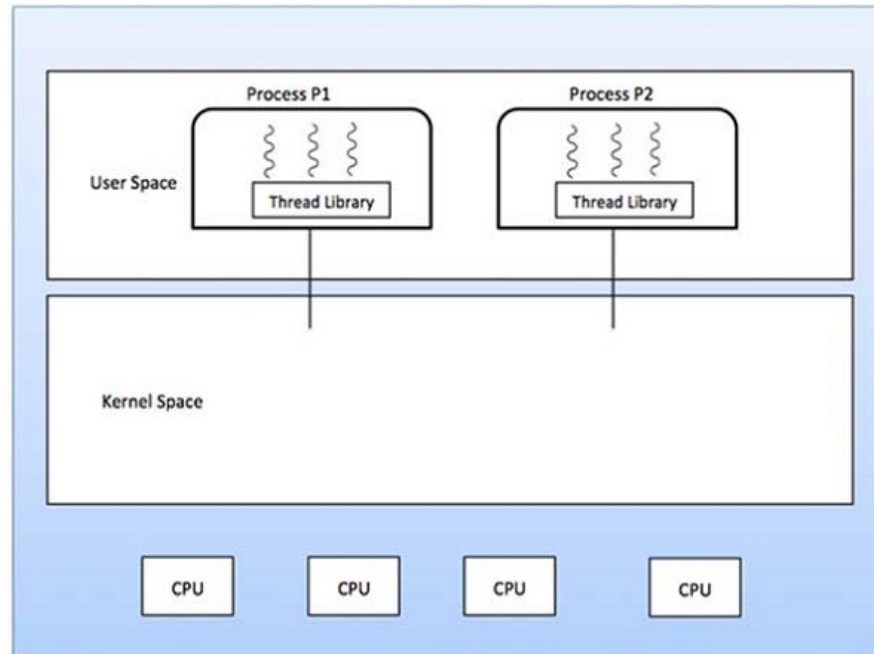 Process P1
Process P2
User Space
Thread Library
Thread Library
Kernel Space
CPU
CPU
CPU
CPU